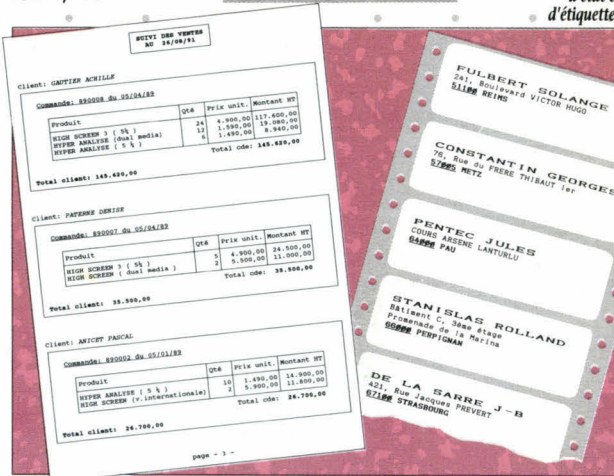 d'étiquette
SUIVI DES VENTES
AU 26/08/91
Client: GAUTIER ACHILLE
Commande: 890008 du 05/04/89
Produit Qté Prix unit. Montant HT
HIGH SCREEN 3 ( 5¼ ) 24 4.900,00 117.600,00
HYPER ANALYSE (dual media) 12 1.590,00 19.080,00
HYPER ANALYSE ( 5 ¼ ) 6 1.490,00 8.940,00
Total cde: 145.620,00
Total client: 145.620,00
Client: PATERNE DENISE
Commande: 890007 du 05/04/89
Produit Qté Prix unit. Montant HT
HIGH SCREEN 3 ( 5¼ ) 5 4.900,00 24.500,00
HIGH SCREEN ( dual media ) 2 5.500,00 11.000,00
Total cde: 35.500,00
Total client: 35.500,00
Client: ANICET PASCAL
Commande: 890002 du 05/01/89
Produit Qté Prix unit. Montant HT
HYPER ANALYSE ( 5 ¼ ) 10 1.490,00 14.900,00
HIGH SCREEN (v.internationale) 2 5.900,00 11.800,00
Total cde: 26.700,00
Total client: 26.700,00
page - 3 -
FULBERT SOLANGE
241, Boulevard VICTOR HUGO
51100 REIMS
CONSTANTIN GEORGES
78, Rue du FRERE THIBAUT 1er
57005 METZ
PENTEC JULES
COURS ARSENE LANTURLU
64000 PAU
STANISLAS ROLLAND
Bâtiment C, 3ème étage
Promenade de la Marina
66000 PERPIGNAN
DE LA SARRE J-B
421, Rue Jacques PREVERT
67100 STRASBOURG